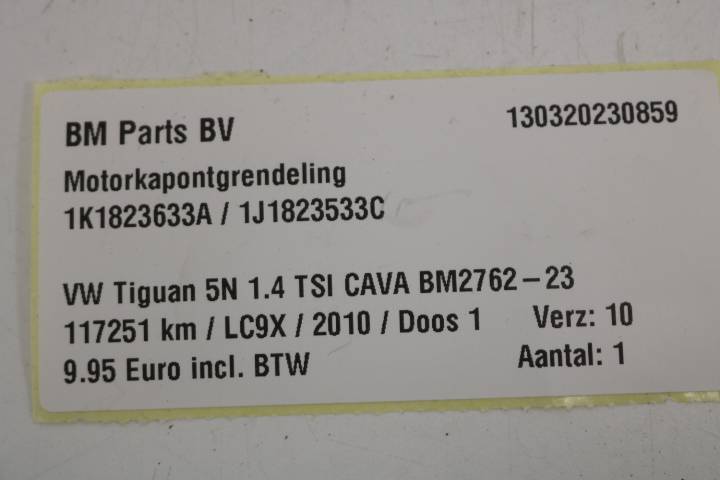 BM Parts BV 130320230859
Motorkapontgrendeling
1K1823633A / 1J1823533C
VW Tiguan 5N 1.4 TSI CAVA BM2762-23
117251 km / LC9X / 2010 / Doos 1 Verz: 10
9.95 Euro incl. BTW Aantal: 1